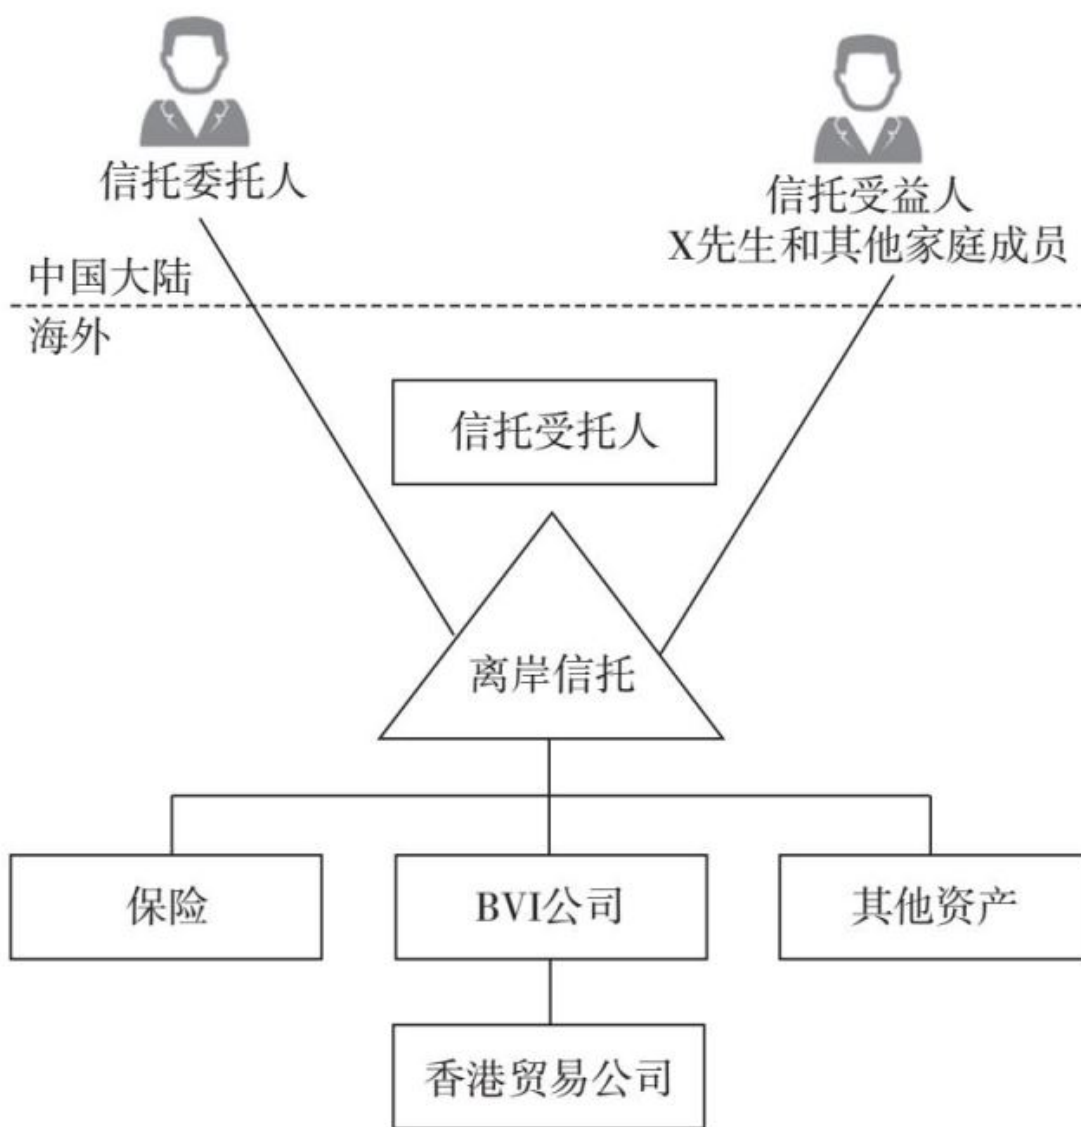 信托委托人
信托受益人
X先生和其他家庭成员
中国大陆
海外
信托受托人
离岸信托
保险
BVI公司
其他资产
香港贸易公司